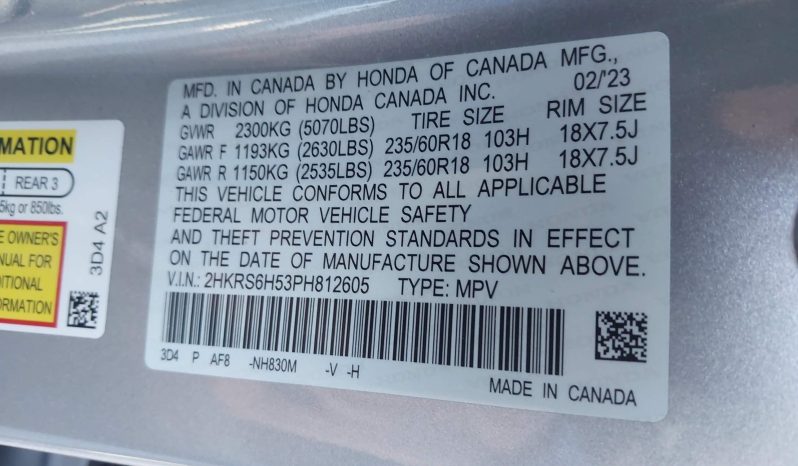 MATION
REAR 3
5kg or 850lbs.
E OWNER'S
NUAL FOR
DITIONAL
ORMATION
3D4 A2
MFD. IN CANADA BY HONDA OF CANADA MFG.,
A DIVISION OF HONDA CANADA INC. 02/'23
GVWR 2300KG (5070LBS) TIRE SIZE RIM SIZE
GAWR F 1193KG (2630LBS) 235/60R18 103H 18X7.5J
GAWR R 1150KG (2535LBS) 235/60R18 103H 18X7.5J
THIS VEHICLE CONFORMS TO ALL APPLICABLE
FEDERAL MOTOR VEHICLE SAFETY
AND THEFT PREVENTION STANDARDS IN EFFECT
ON THE DATE OF MANUFACTURE SHOWN ABOVE.
V.I.N.: 2HKRS6H53PH812605 TYPE: MPV
3D4 P AF8 -NH830M -V -H
MADE IN CANADA